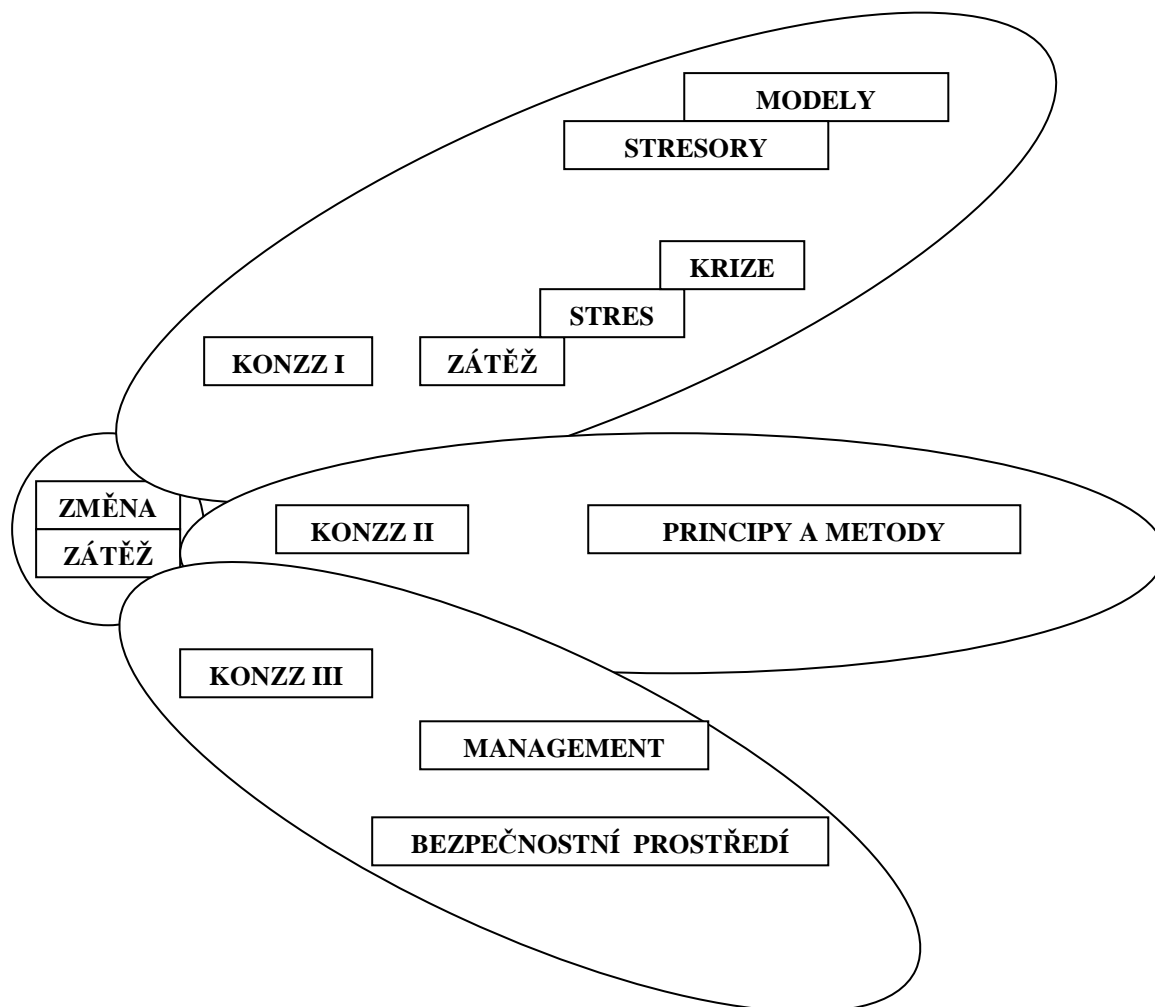 MODELY
STRESORY
KRIZE
STRES
KONZZ I
ZÁTĚŽ
ZMĚNA
ZÁTĚŽ
KONZZ II
PRINCIPY A METODY
KONZZ III
MANAGEMENT
BEZPEČNOSTNÍ PROSTŘEDÍ